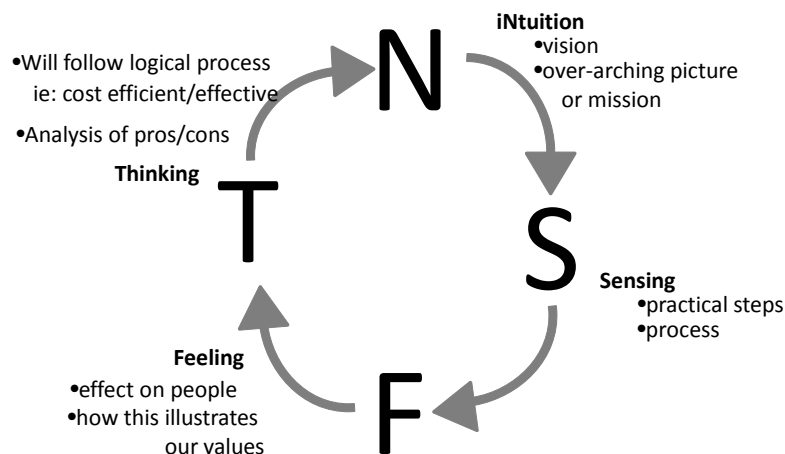 N
iNtuition
•vision
•over-arching picture
or mission
S
Sensing
•practical steps
•process
F
Feeling
•effect on people
•how this illustrates
our values
T
Thinking
•Will follow logical process
ie: cost efficient/effective
•Analysis of pros/cons